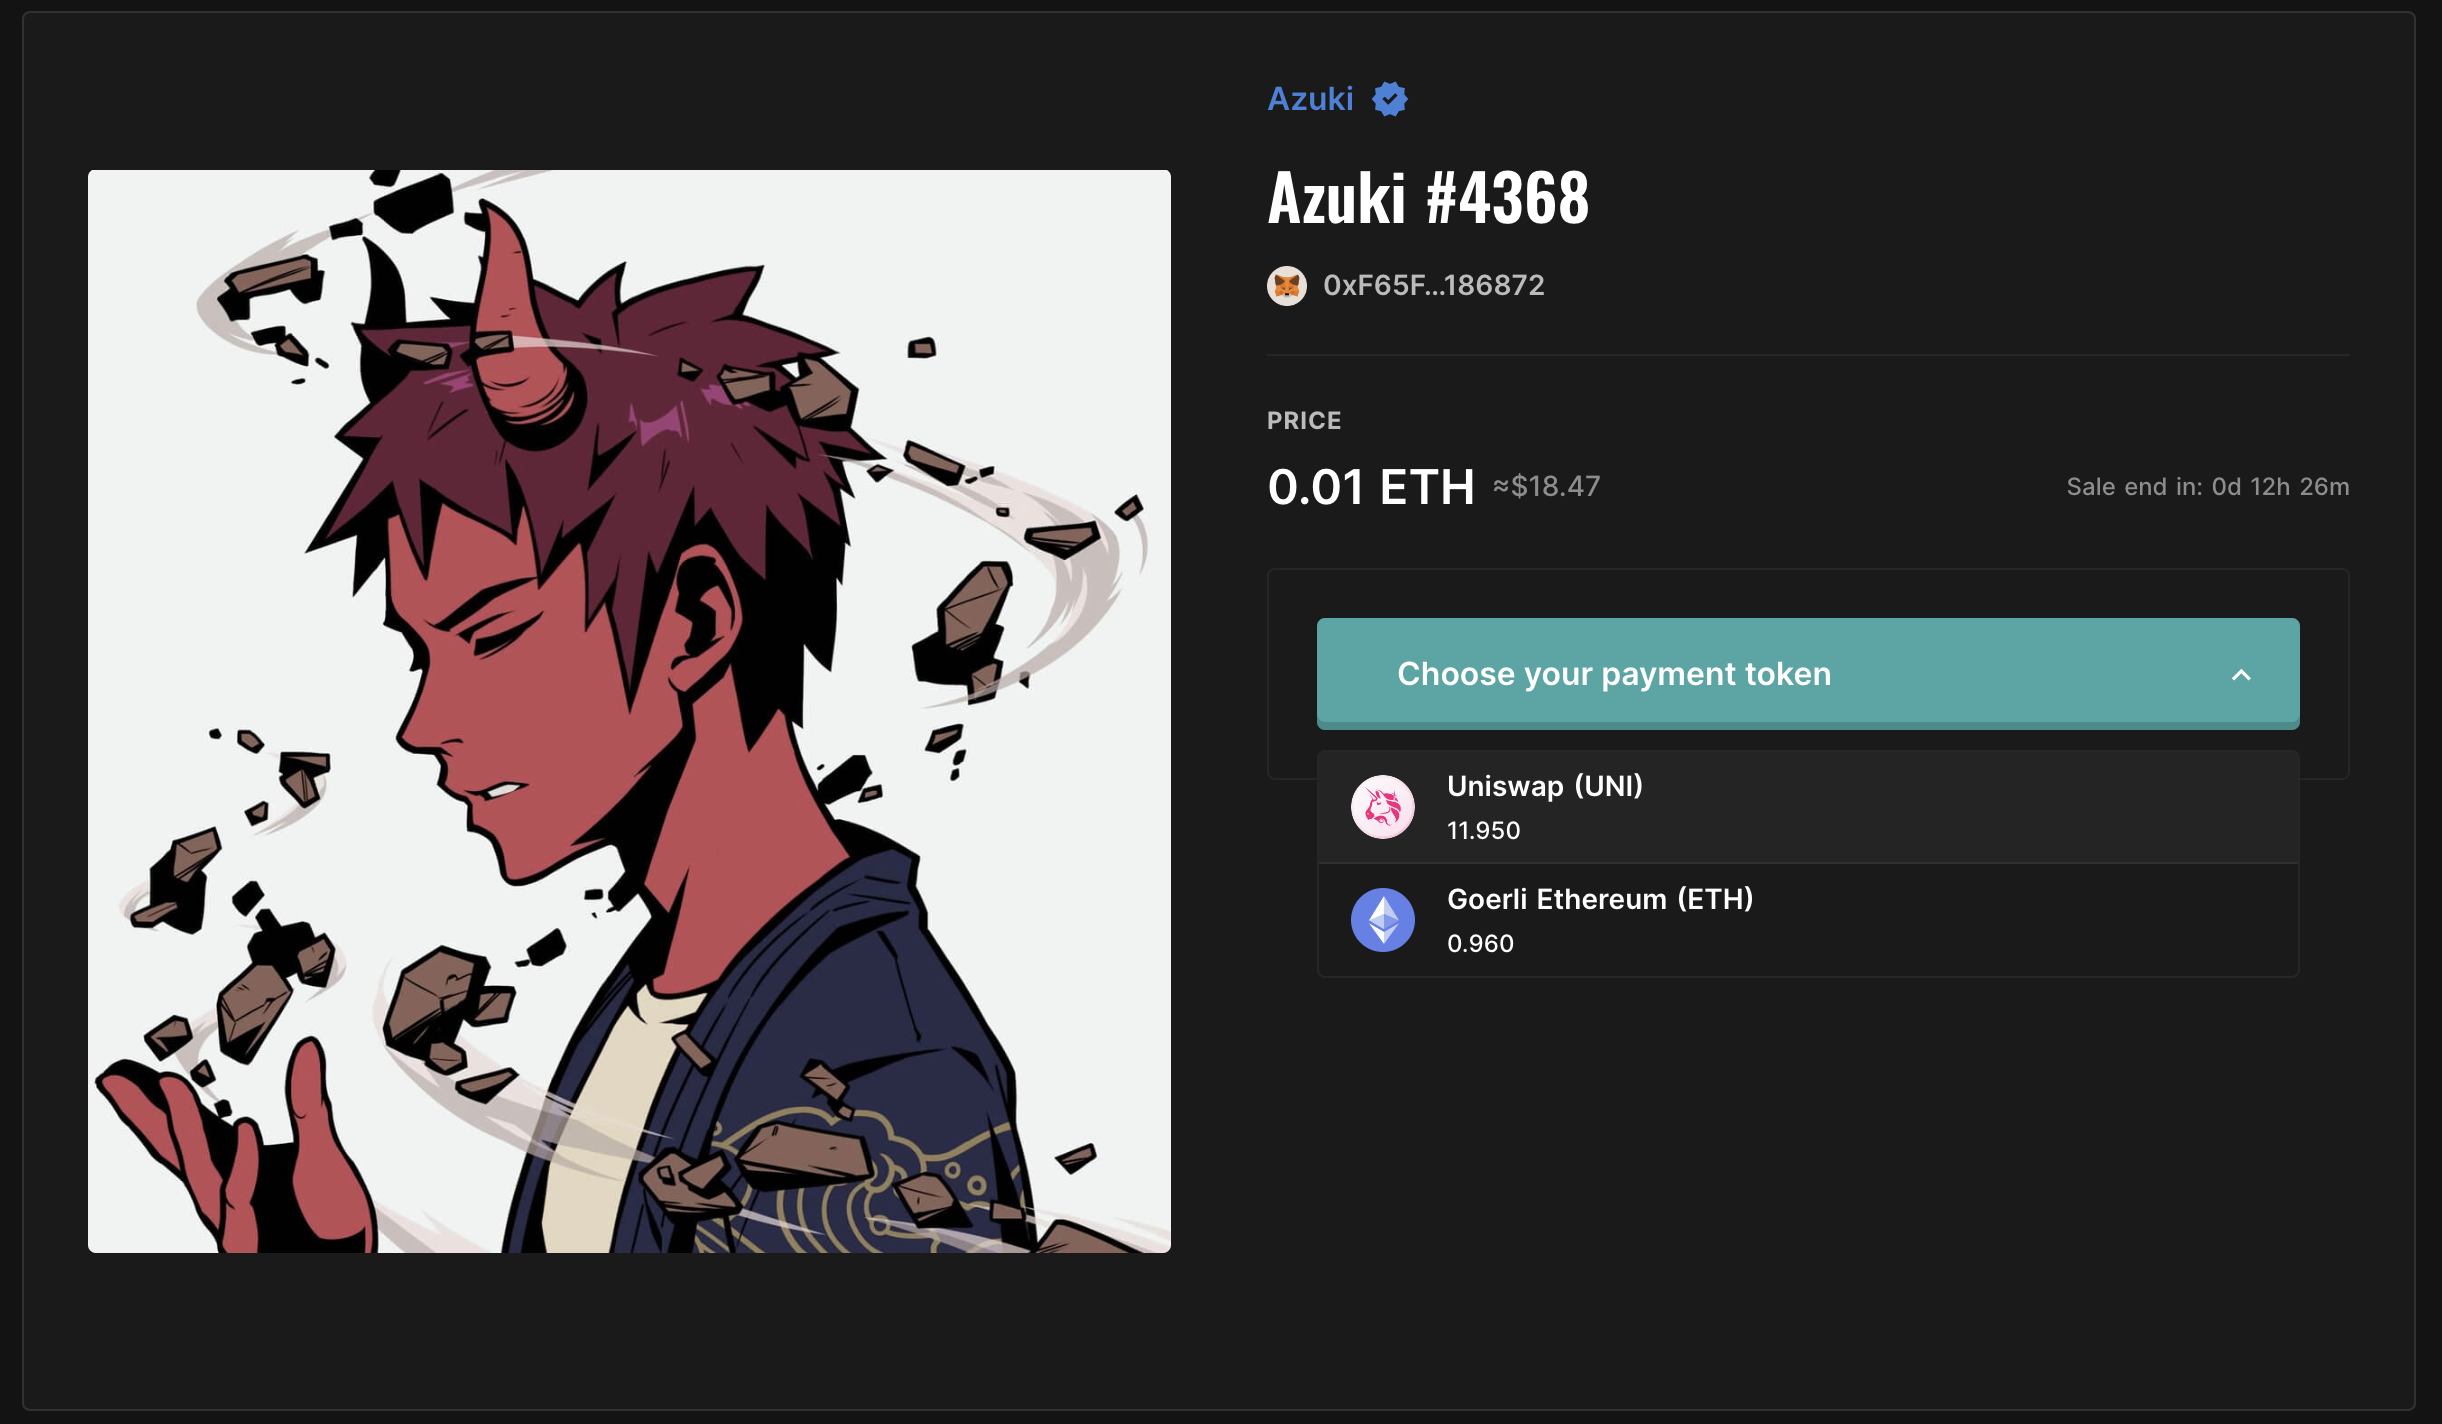 Azuki
Azuki #4368
0xF65F...186872
PRICE
0.01 ETH ≈$18.47
Sale end in: 0d 12h 26m
Choose your payment token
Uniswap (UNI)
11.950
Goerli Ethereum (ETH)
0.960